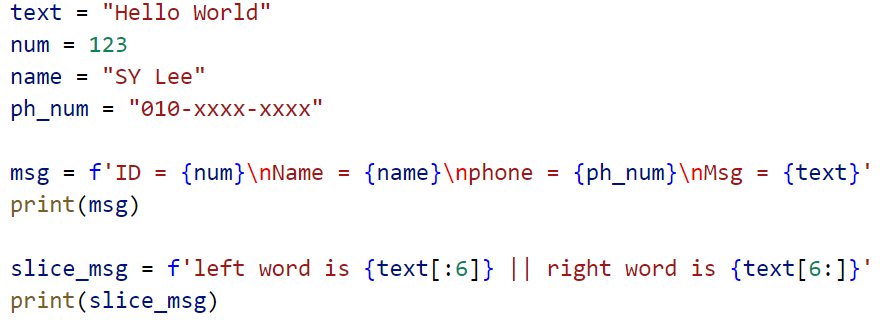 text = "Hello World"
num = 123
name = "SY Lee"
ph_num = "010-xxxx-xxxx"
msg = f'ID = {num}\nName = {name}\nphone = {ph_num}\nMsg = {text}'
print(msg)
slice_msg = f'left word is {text[:6]} || right word is {text[6:]}'
print(slice_msg)